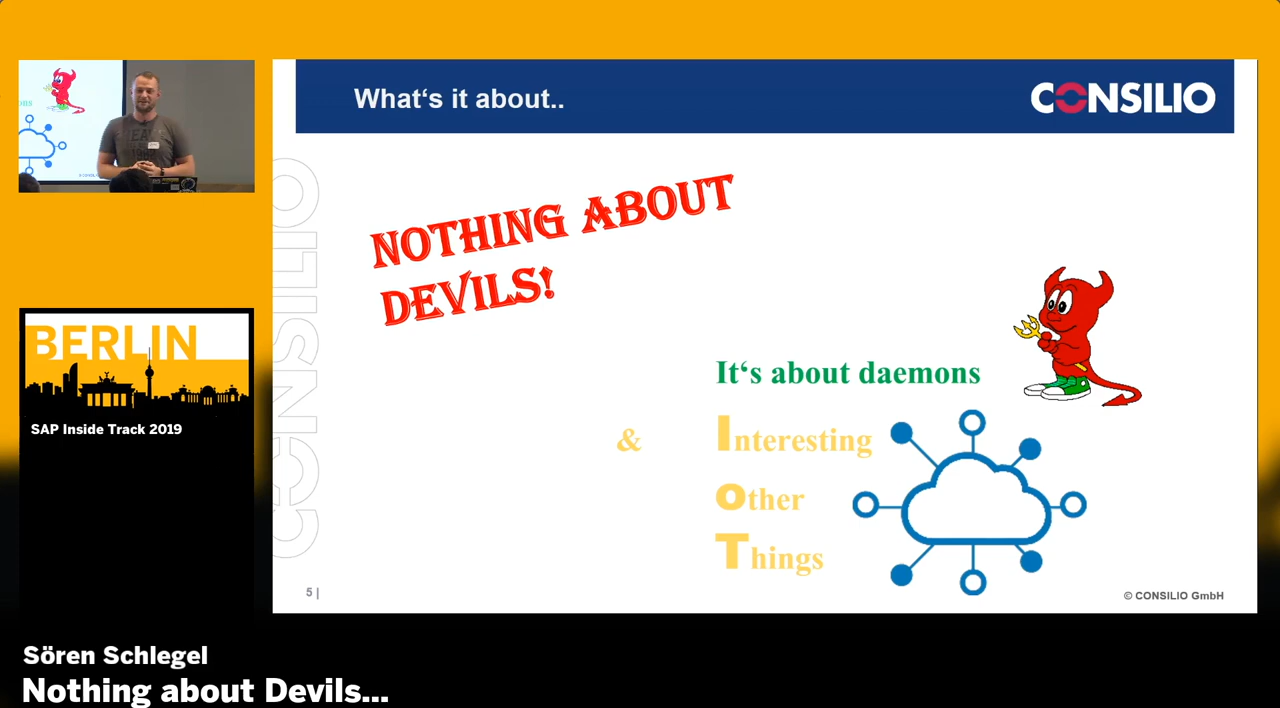 What‘s it about..
CONSILIO
CONSILIO
NOTHING ABOUT
DEVILS!
It‘s about daemons
& Interesting
Other
Things
5 |
© CONSILIO GmbH
BERLIN
SAP Inside Track 2019
Sören Schlegel
Nothing about Devils...